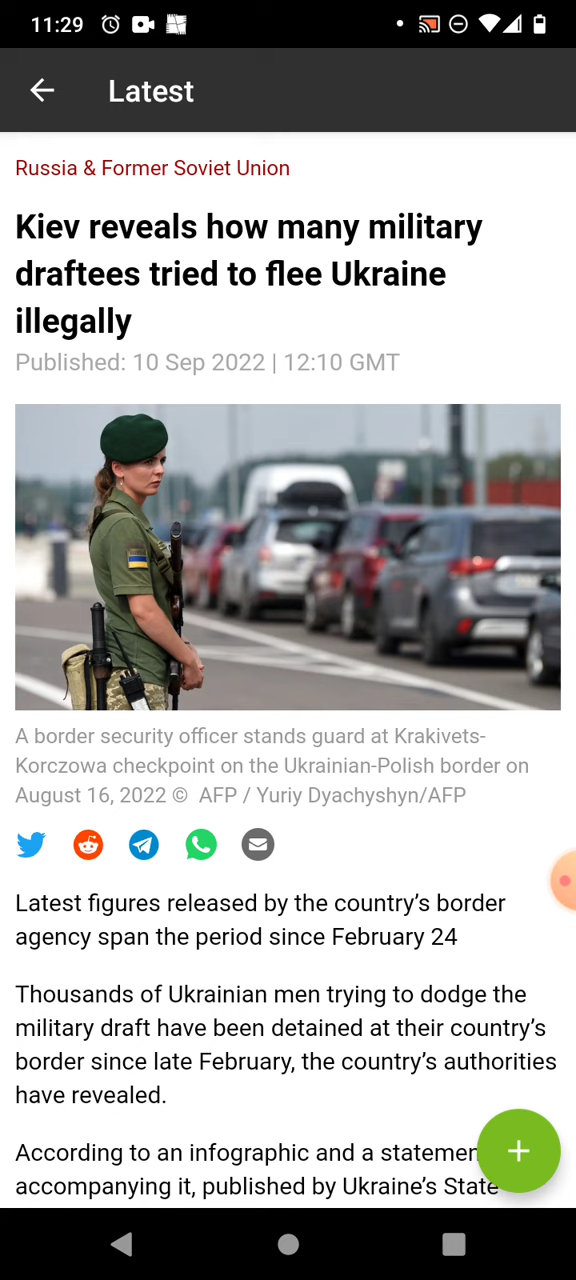 11:29
Latest
Russia & Former Soviet Union
Kiev reveals how many military
draftees tried to flee Ukraine
illegally
Published: 10 Sep 2022 | 12:10 GMT
A border security officer stands guard at Krakivets-
Korczowa checkpoint on the Ukrainian-Polish border on
August 16, 2022 © AFP / Yuriy Dyachyshyn/AFP
Latest figures released by the country’s border
agency span the period since February 24
Thousands of Ukrainian men trying to dodge the
military draft have been detained at their country’s
border since late February, the country’s authorities
have revealed.
According to an infographic and a statemen
accompanying it, published by Ukraine’s State